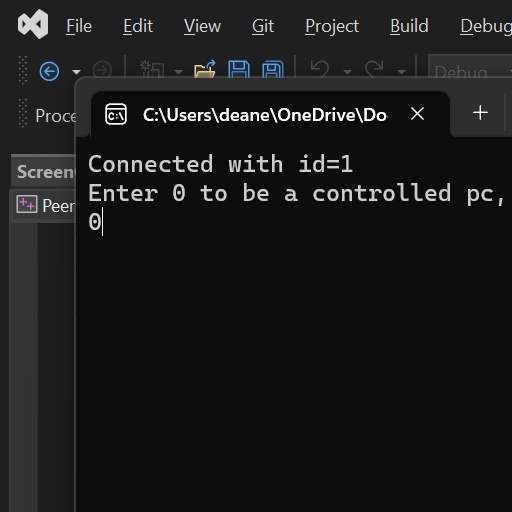 File Edit View Git Project Build Debug
Debug
Proce
C:\Users\deane\OneDrive\Do
Screen
Connected with id=1
Enter 0 to be a controlled pc,
Peer
0